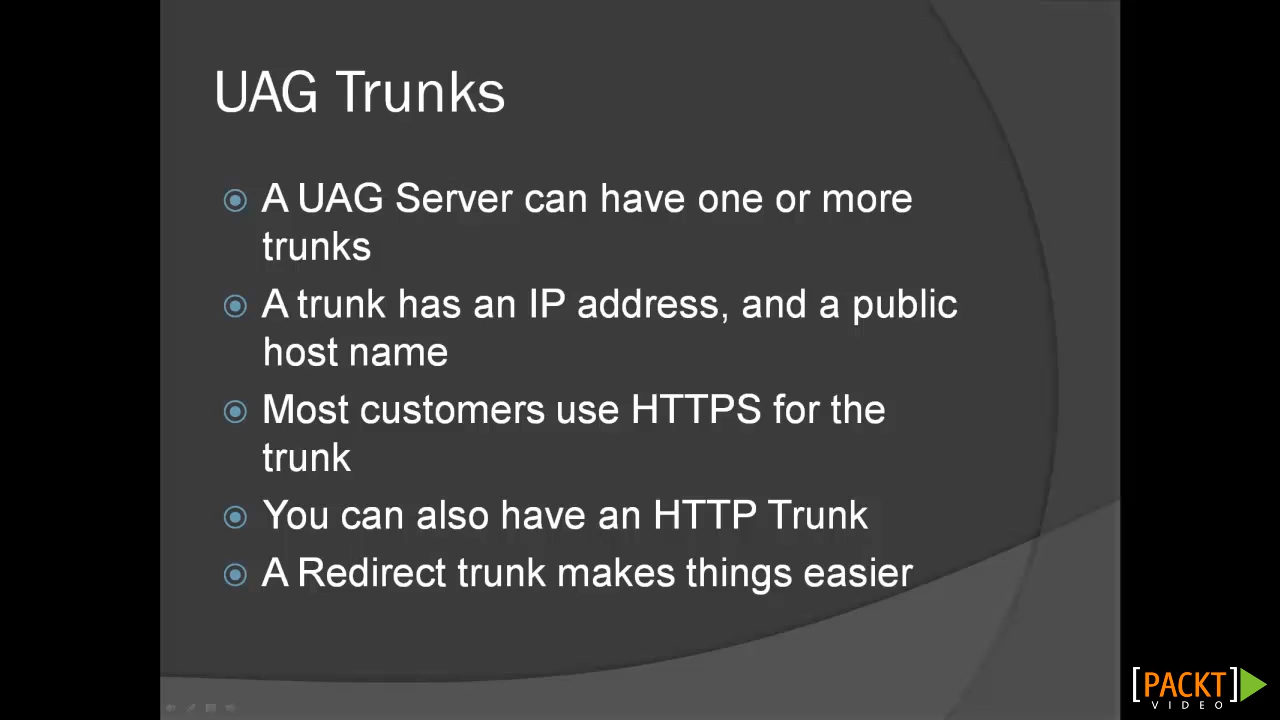 UAG Trunks
A UAG Server can have one or more
trunks
A trunk has an IP address, and a public
host name
Most customers use HTTPS for the
trunk
You can also have an HTTP Trunk
A Redirect trunk makes things easier
[PACKT]
VIDEO